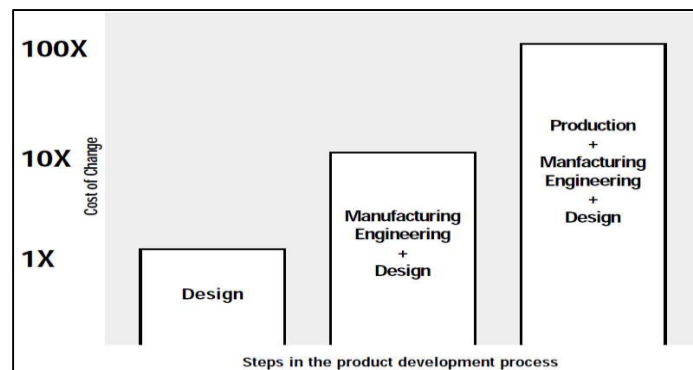 100X
10X
1X
Cost of Change
Design
Manufacturing
Engineering
+
Design
Production
+
Manfacturing
Engineering
+
Design
Steps in the product development process